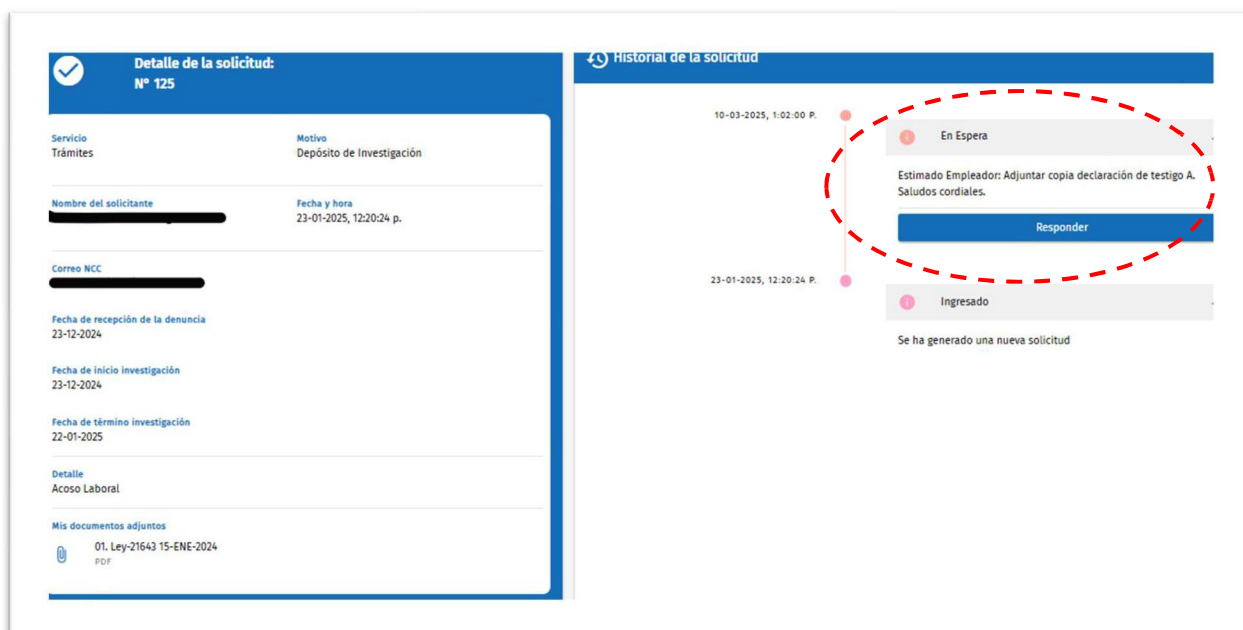 Detalle de la solicitud:
N° 125
Servicio
Trámites
Motivo
Depósito de Investigación
Nombre del solicitante
Fecha y hora
23-01-2025, 12:20:24 p.
Correo NCC
Fecha de recepción de la denuncia
23-12-2024
Fecha de inicio investigación
23-12-2024
Fecha de término investigación
22-01-2025
Detalle
Acoso Laboral
Mis documentos adjuntos
01. Ley-21643 15-ENE-2024
PDF
Historial de la solicitud
10-03-2025, 1:02:00 P.
En Espera
Estimado Empleador: Adjuntar copia declaración de testigo A.
Saludos cordiales.
Responder
23-01-2025, 12:20:24 P.
Ingresado
Se ha generado una nueva solicitud